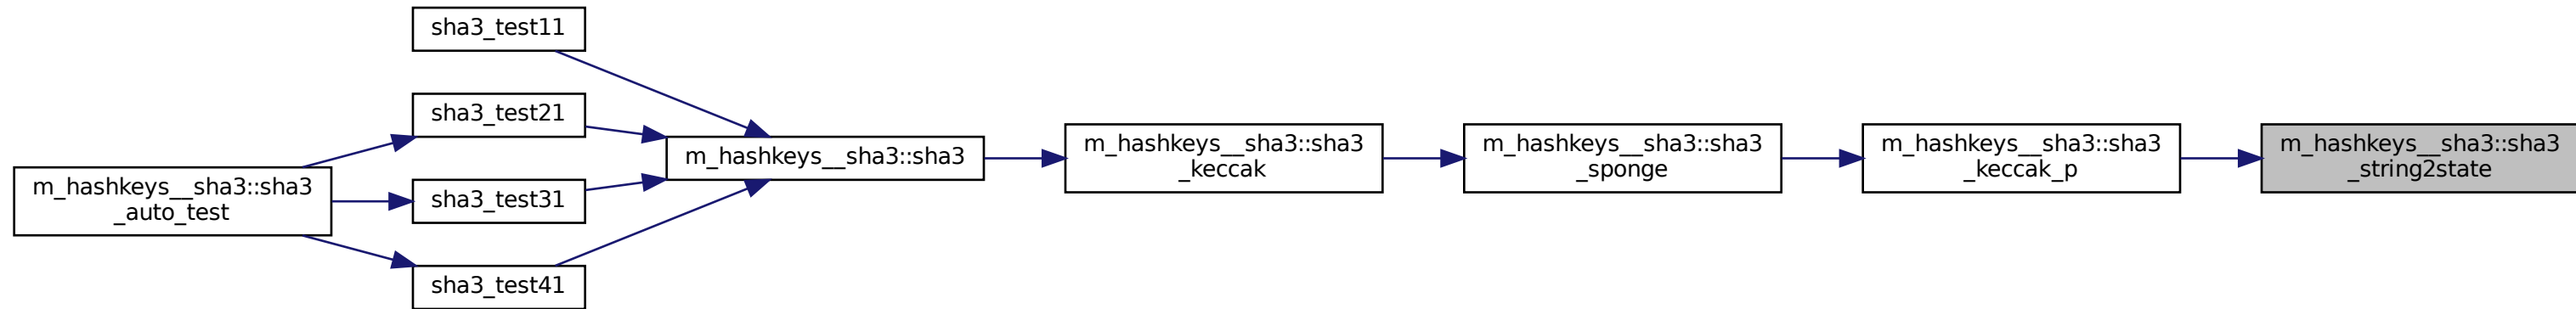 sha3_test11
sha3_test21
m_hashkeys__sha3::sha3
_auto_test
sha3_test31
sha3_test41
m_hashkeys__sha3::sha3
m_hashkeys__sha3::sha3
_keccak
m_hashkeys__sha3::sha3
_sponge
m_hashkeys__sha3::sha3
_keccak_p
m_hashkeys__sha3::sha3
_string2state